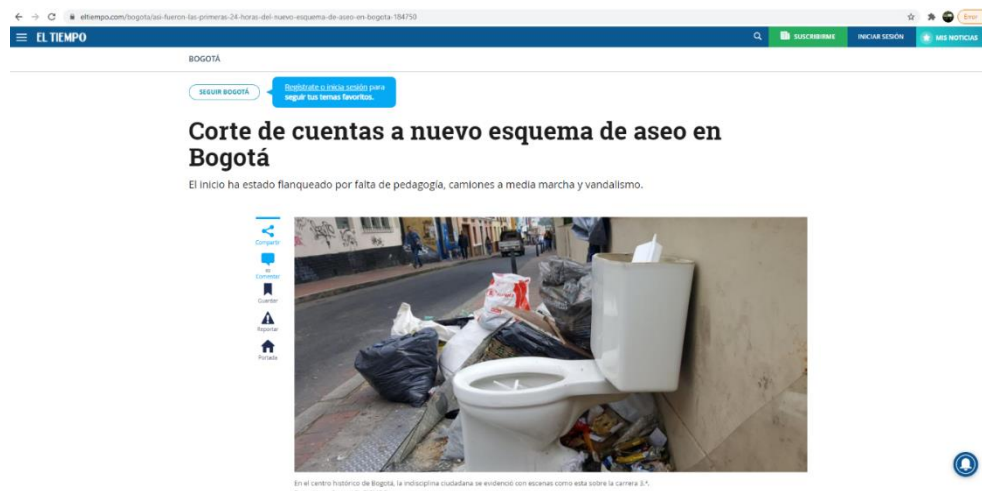 eltiempo.com/bogota/asi-fueron-las-primeras-24-horas-del-nuevo-esquema-de-aseo-en-bogota-184750
Error
EL TIEMPO
SUSCRIBIRME
INICIAR SESIÓN
MIS NOTICIAS
BOGOTÁ
SEGUIR BOGOTÁ
Regístrate o inicia sesión para
seguir tus temas favoritos.
Corte de cuentas a nuevo esquema de aseo en
Bogotá
El inicio ha estado flanqueado por falta de pedagogía, camiones a media marcha y vandalismo.
Compartir
Comentar
Guardar
Reportar
Portada
En el centro histórico de Bogotá, la indisciplina ciudadana se evidenció con escenas como esta sobre la carrera 3.ª.